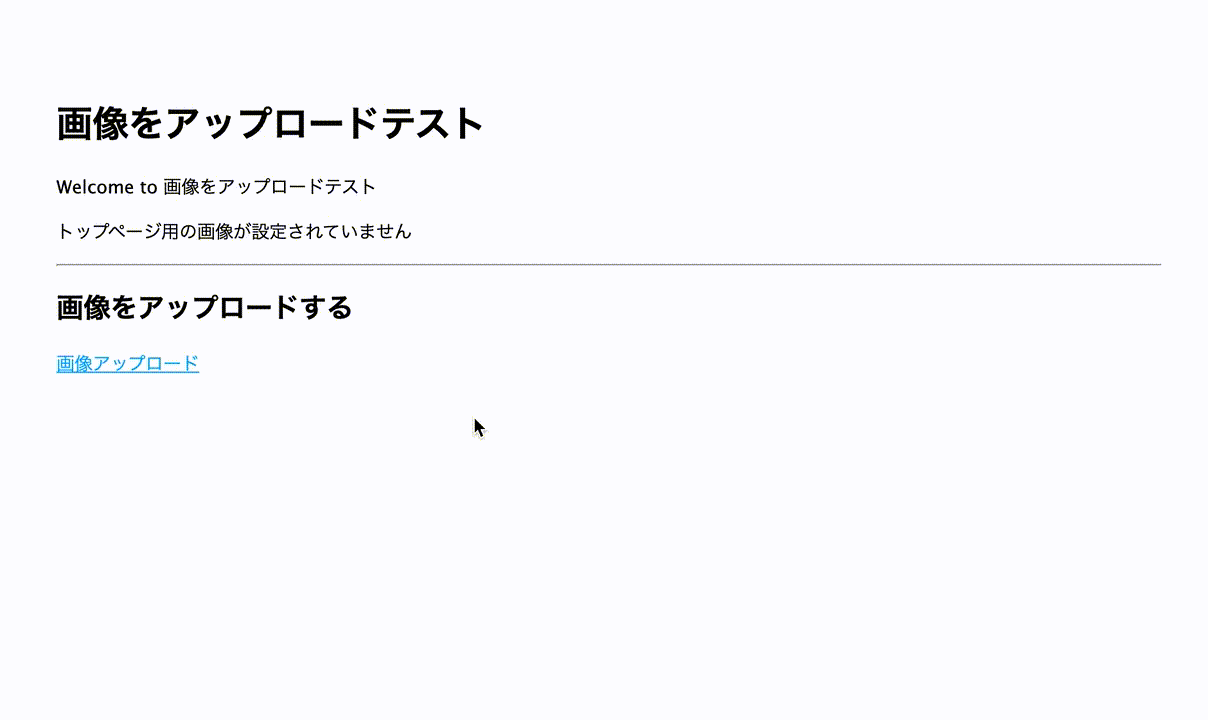 画像をアップロードテスト
Welcome to 画像をアップロードテスト
トップページ用の画像が設定されていません
画像をアップロードする
画像アップロード